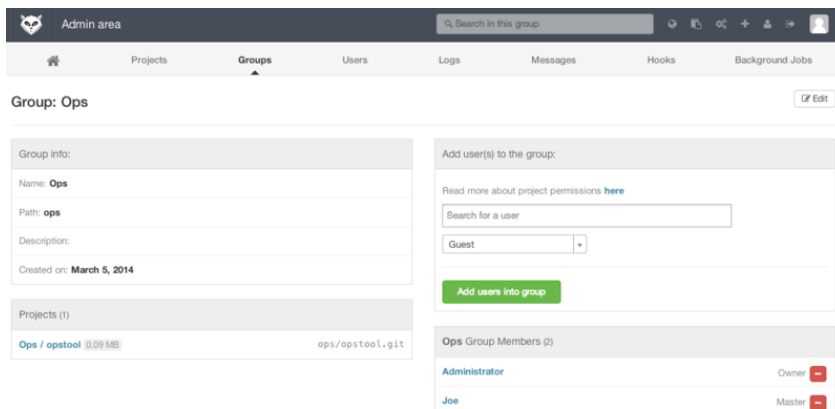 Admin area
Search in this group
Projects
Groups
Users
Logs
Messages
Hooks
Background Jobs
Group: Ops
Edit
Group info:
Name: Ops
Path: ops
Description:
Created on: March 5, 2014
Projects (1)
Ops / opstool 0.09 MB ops/opstool.git
Add user(s) to the group:
Read more about project permissions here
Search for a user
Guest
Add users into group
Ops Group Members (2)
Administrator Owner
Joe Master